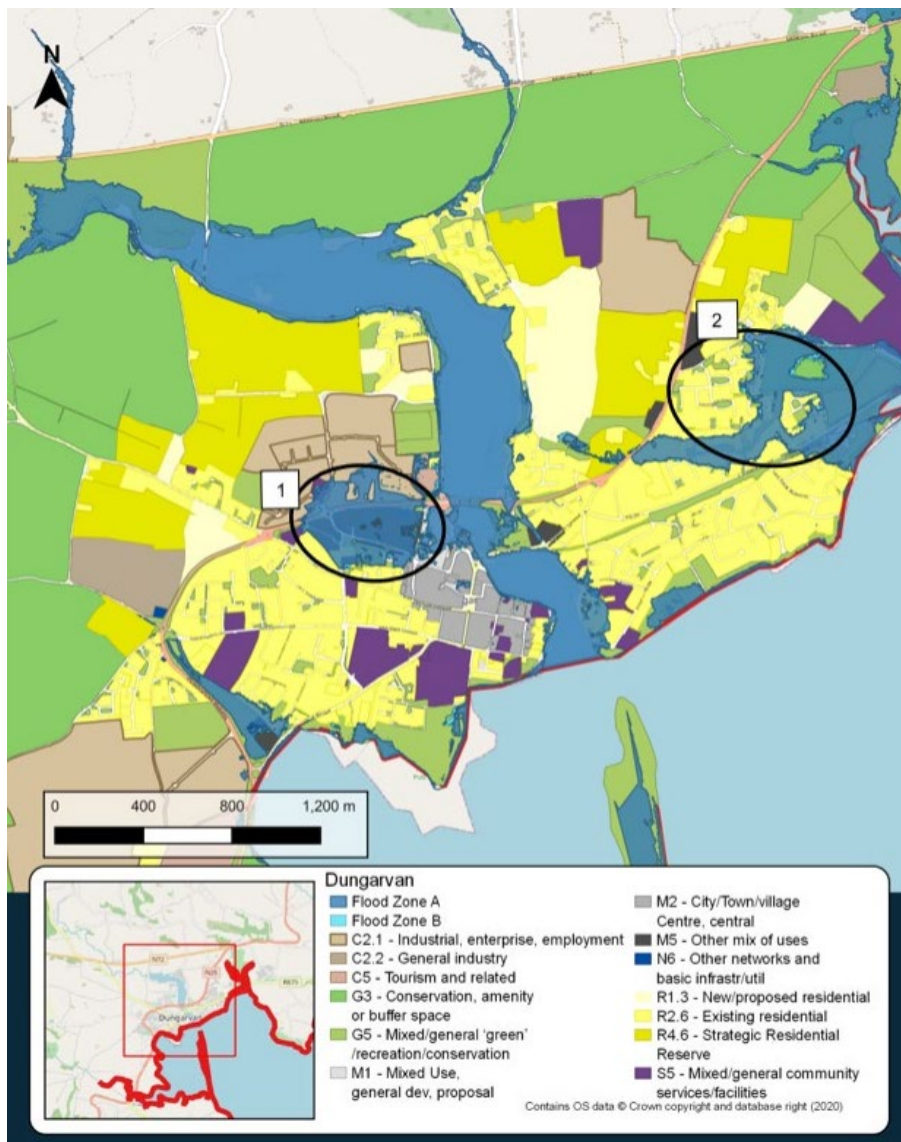 N
2
1
0 400 800 1,200 m
Dungarvan
Flood Zone A
Flood Zone B
C2.1 - Industrial, enterprise, employment
C2.2 - General industry
C5 - Tourism and related
G3 - Conservation, amenity
or buffer space
G5 - Mixed/general ‘green’
/recreation/conservation
M1 - Mixed Use,
general dev, proposal
M2 - City/Town/village
Centre, central
M5 - Other mix of uses
N6 - Other networks and
basic infrastr/util
R1.3 - New/proposed residential
R2.6 - Existing residential
R4.6 - Strategic Residential
Reserve
S5 - Mixed/general community
services/facilities
Contains OS data © Crown copyright and database right (2020)
N72
N25
R675
Dungarvan